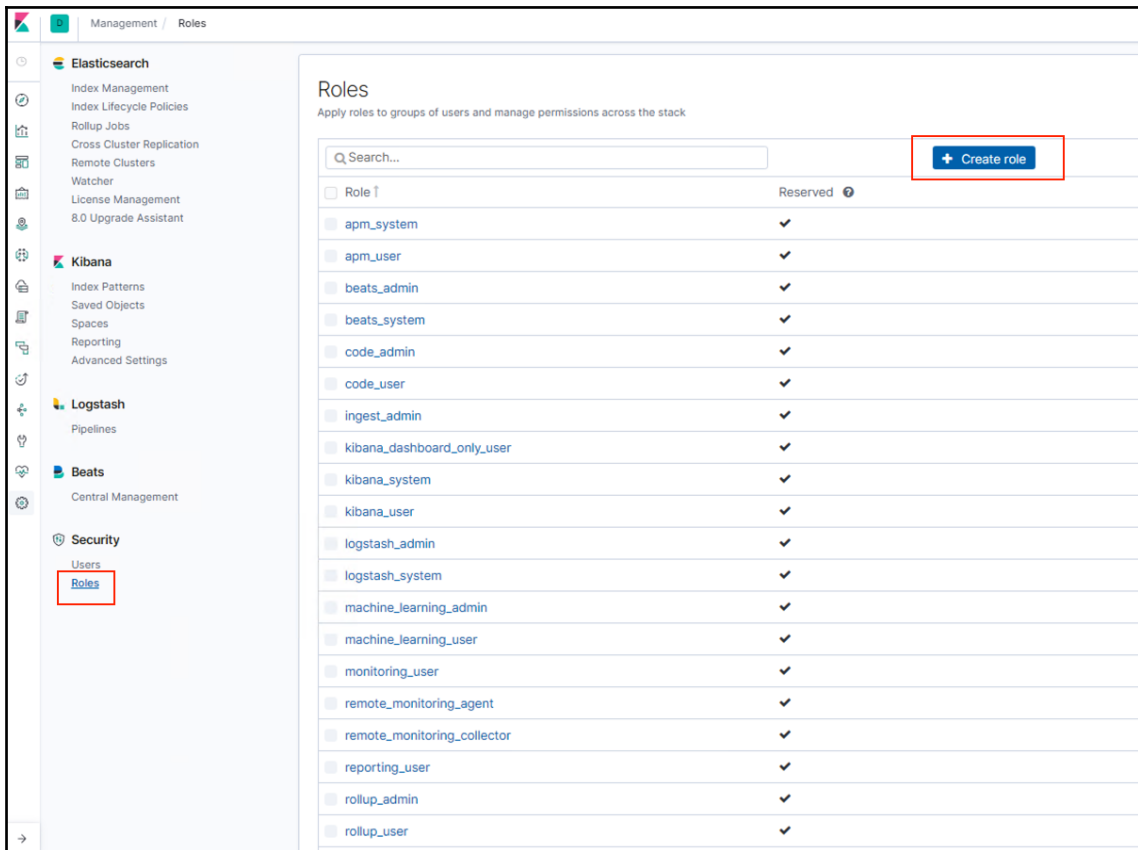 D Management / Roles
Elasticsearch
Index Management
Index Lifecycle Policies
Rollup Jobs
Cross Cluster Replication
Remote Clusters
Watcher
License Management
8.0 Upgrade Assistant
Kibana
Index Patterns
Saved Objects
Spaces
Reporting
Advanced Settings
Logstash
Pipelines
Beats
Central Management
Security
Users
Roles
Roles
Apply roles to groups of users and manage permissions across the stack
Search...
+ Create role
Role ↑ Reserved ?
apm_system ✔
apm_user ✔
beats_admin ✔
beats_system ✔
code_admin ✔
code_user ✔
ingest_admin ✔
kibana_dashboard_only_user ✔
kibana_system ✔
kibana_user ✔
logstash_admin ✔
logstash_system ✔
machine_learning_admin ✔
machine_learning_user ✔
monitoring_user ✔
remote_monitoring_agent ✔
remote_monitoring_collector ✔
reporting_user ✔
rollup_admin ✔
rollup_user ✔